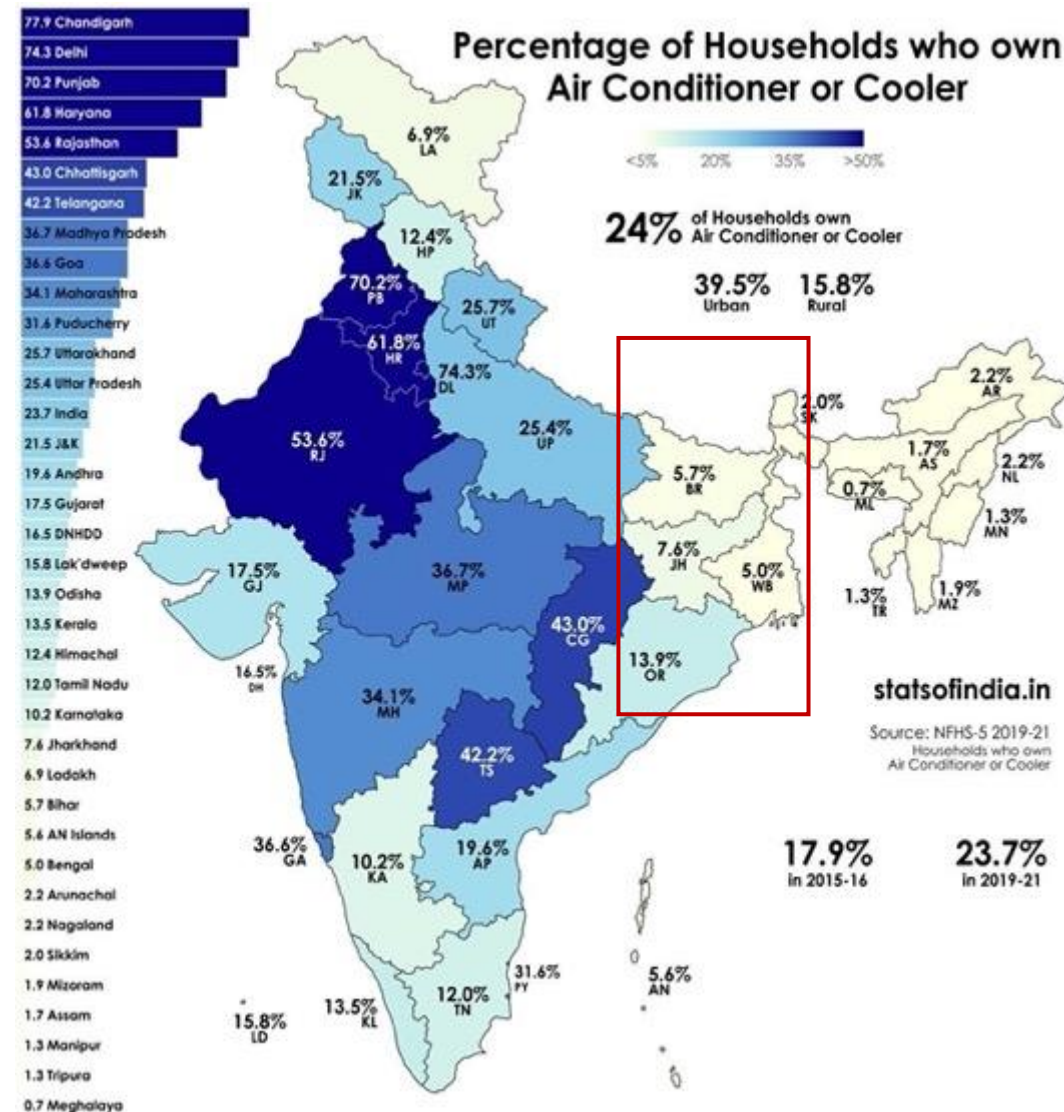 77.9 Chandigarh
74.3 Delhi
70.2 Punjab
61.8 Haryana
53.6 Rajasthan
43.0 Chhattisgarh
42.2 Telangana
36.7 Madhya Pradesh
36.6 Goa
34.1 Maharashtra
31.6 Puducherry
25.7 Uttarakhand
25.4 Uttar Pradesh
23.7 India
21.5 J&K
19.6 Andhra
17.5 Gujarat
16.5 DNHDD
15.8 Lak'dweep
13.9 Odisha
13.5 Kerala
12.4 Himachal
12.0 Tamil Nadu
10.2 Karnataka
7.6 Jharkhand
6.9 Ladakh
5.7 Bihar
5.6 AN Islands
5.0 Bengal
2.2 Arunachal
2.2 Nagaland
2.0 Sikkim
1.9 Mizoram
1.7 Assam
1.3 Manipur
1.3 Tripura
0.7 Meghalaya
Percentage of Households who own
Air Conditioner or Cooler
<5% 20% 35% >50%
24% of Households own
Air Conditioner or Cooler
39.5% 15.8%
Urban Rural
6.9%
LA
21.5%
JK
12.4%
HP
70.2%
PB
25.7%
UT
61.8%
HR
74.3%
DL
53.6%
RJ
25.4%
UP
2.0%
SK
2.2%
AR
5.7%
BR
1.7%
AS
2.2%
NL
0.7%
ML
1.3%
MN
17.5%
GJ
36.7%
MP
7.6%
JH
5.0%
WB
1.3%
TR
1.9%
MZ
43.0%
CG
16.5%
DH
34.1%
MH
13.9%
OR
42.2%
TS
36.6%
GA
10.2%
KA
19.6%
AP
31.6%
PY
5.6%
AN
15.8%
LD
13.5%
KL
12.0%
TN
statsofindia.in
Source: NFHS-5 2019-21
Households who own
Air Conditioner or Cooler
17.9% 23.7%
in 2015-16 in 2019-21